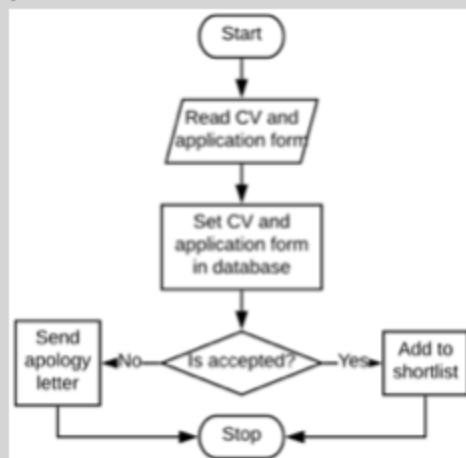 Start
Read CV and
application form
Set CV and
application form
in database
Send
apology
letter
No
Is accepted?
Yes
Add to
shortlist
Stop